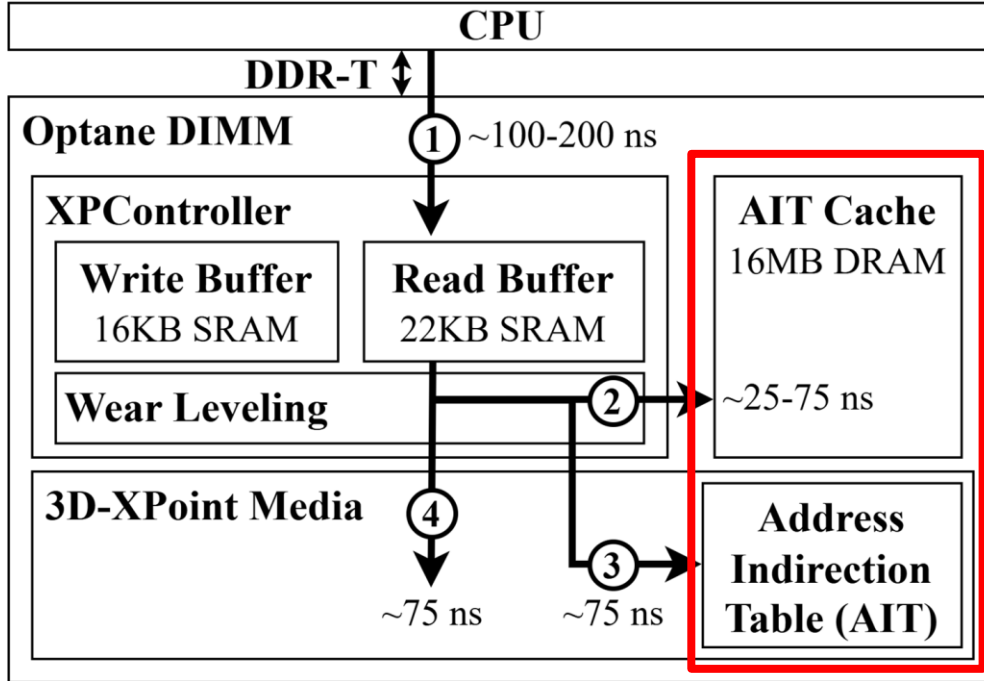 CPU
DDR-T
Optane DIMM
1
~100-200 ns
XPController
Write Buffer
16KB SRAM
Read Buffer
22KB SRAM
AIT Cache
16MB DRAM
Wear Leveling
2
~25-75 ns
3D-XPoint Media
4
~75 ns
3
~75 ns
Address
Indirection
Table (AIT)